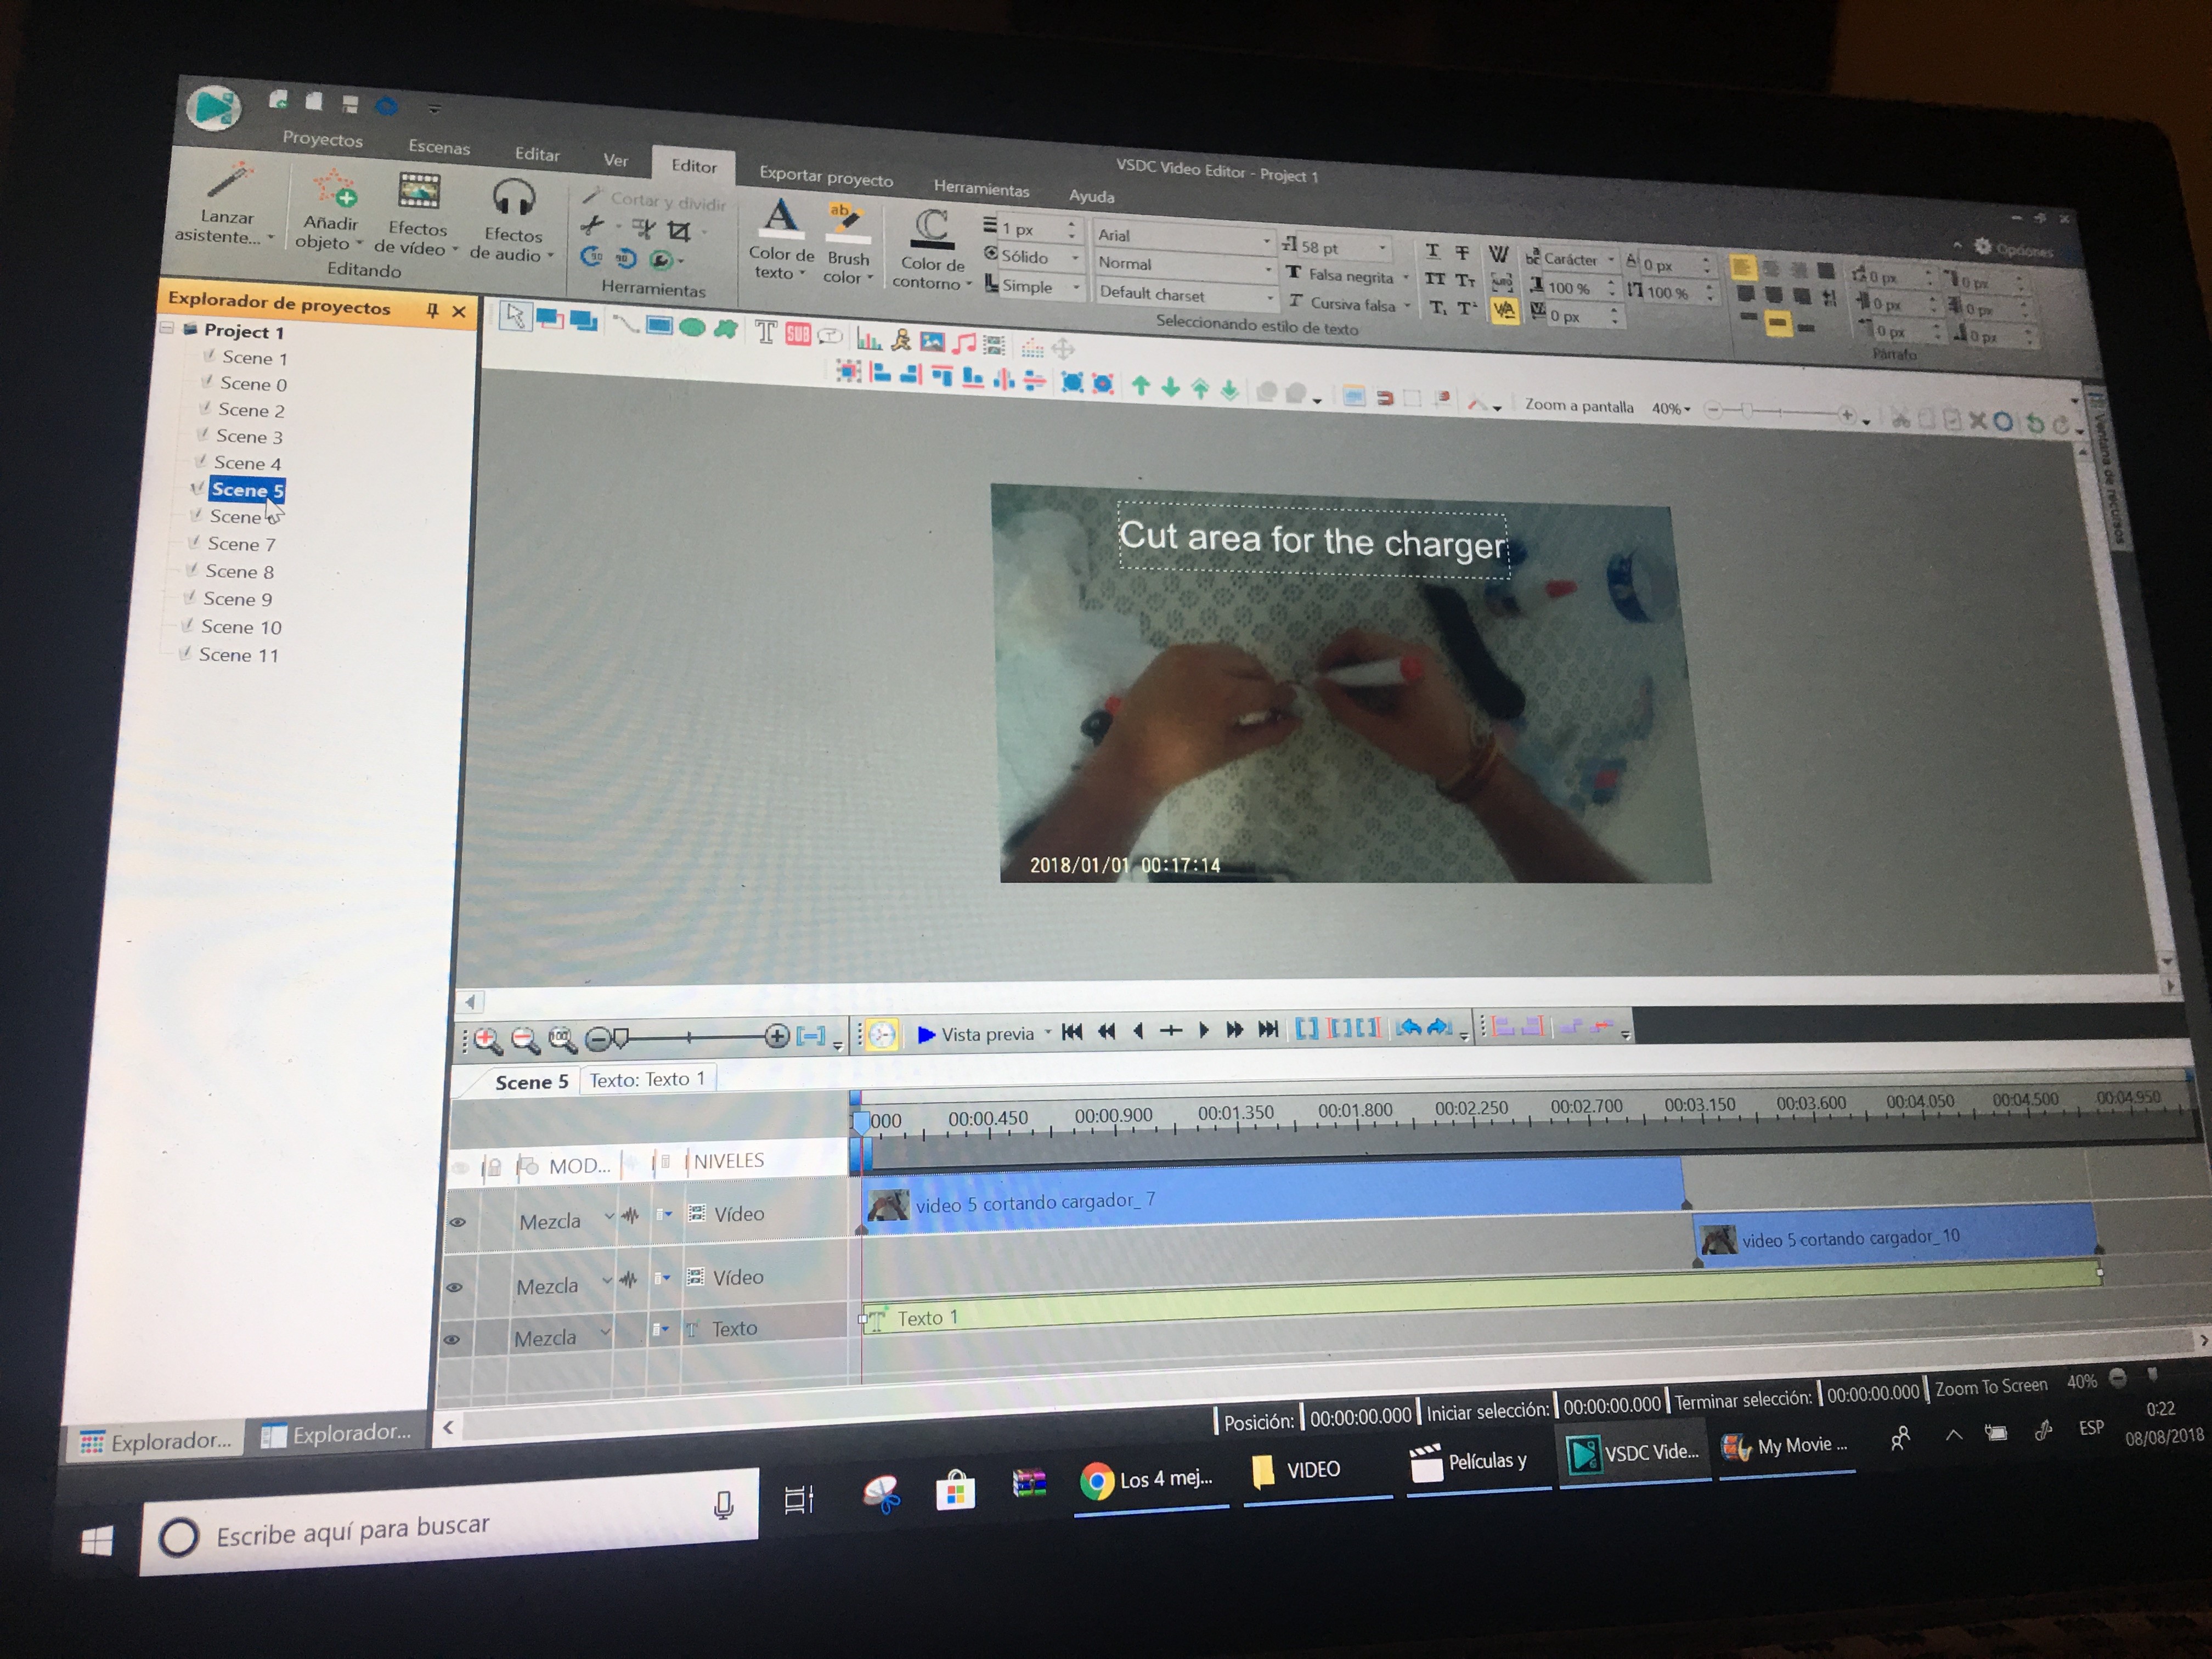 VSDC Video Editor - Project 1
Proyectos Escenas Editar Ver Editor Exportar proyecto Herramientas Ayuda
Opciones
Lanzar asistente...
Añadir objeto
Efectos de vídeo
Efectos de audio
Editando
Cortar y dividir
Herramientas
Color de texto
Brush color
Color de contorno
1 px
Sólido
Simple
Arial
Normal
Default charset
58 pt
Falsa negrita
Cursiva falsa
Carácter
100 %
0 px
0 px
100 %
Seleccionando estilo de texto
0 px 0 px
0 px 0 px
0 px 0 px
Párrafo
Explorador de proyectos
Project 1
Scene 1
Scene 0
Scene 2
Scene 3
Scene 4
Scene 5
Scene
Scene 7
Scene 8
Scene 9
Scene 10
Scene 11
SUB
Zoom a pantalla 40%
Ventana de recursos
Cut area for the charger
2018/01/01 00:17:14
Vista previa
Scene 5 Texto: Texto 1
000 00:00.450 00:00.900 00:01.350 00:01.800 00:02.250 00:02.700 00:03.150 00:03.600 00:04.050 00:04.500 00:04.950
MOD... NIVELES
Mezcla Vídeo
video 5 cortando cargador_ 7
Mezcla Vídeo
video 5 cortando cargador_ 10
Mezcla Texto
Texto 1
Explorador... Explorador...
Posición: 00:00:00.000 Iniciar selección: 00:00:00.000 Terminar selección: 00:00:00.000 Zoom To Screen 40%
Escribe aquí para buscar
Los 4 mej...
VIDEO
Películas y
VSDC Vide...
My Movie ...
ESP
0:22
08/08/2018